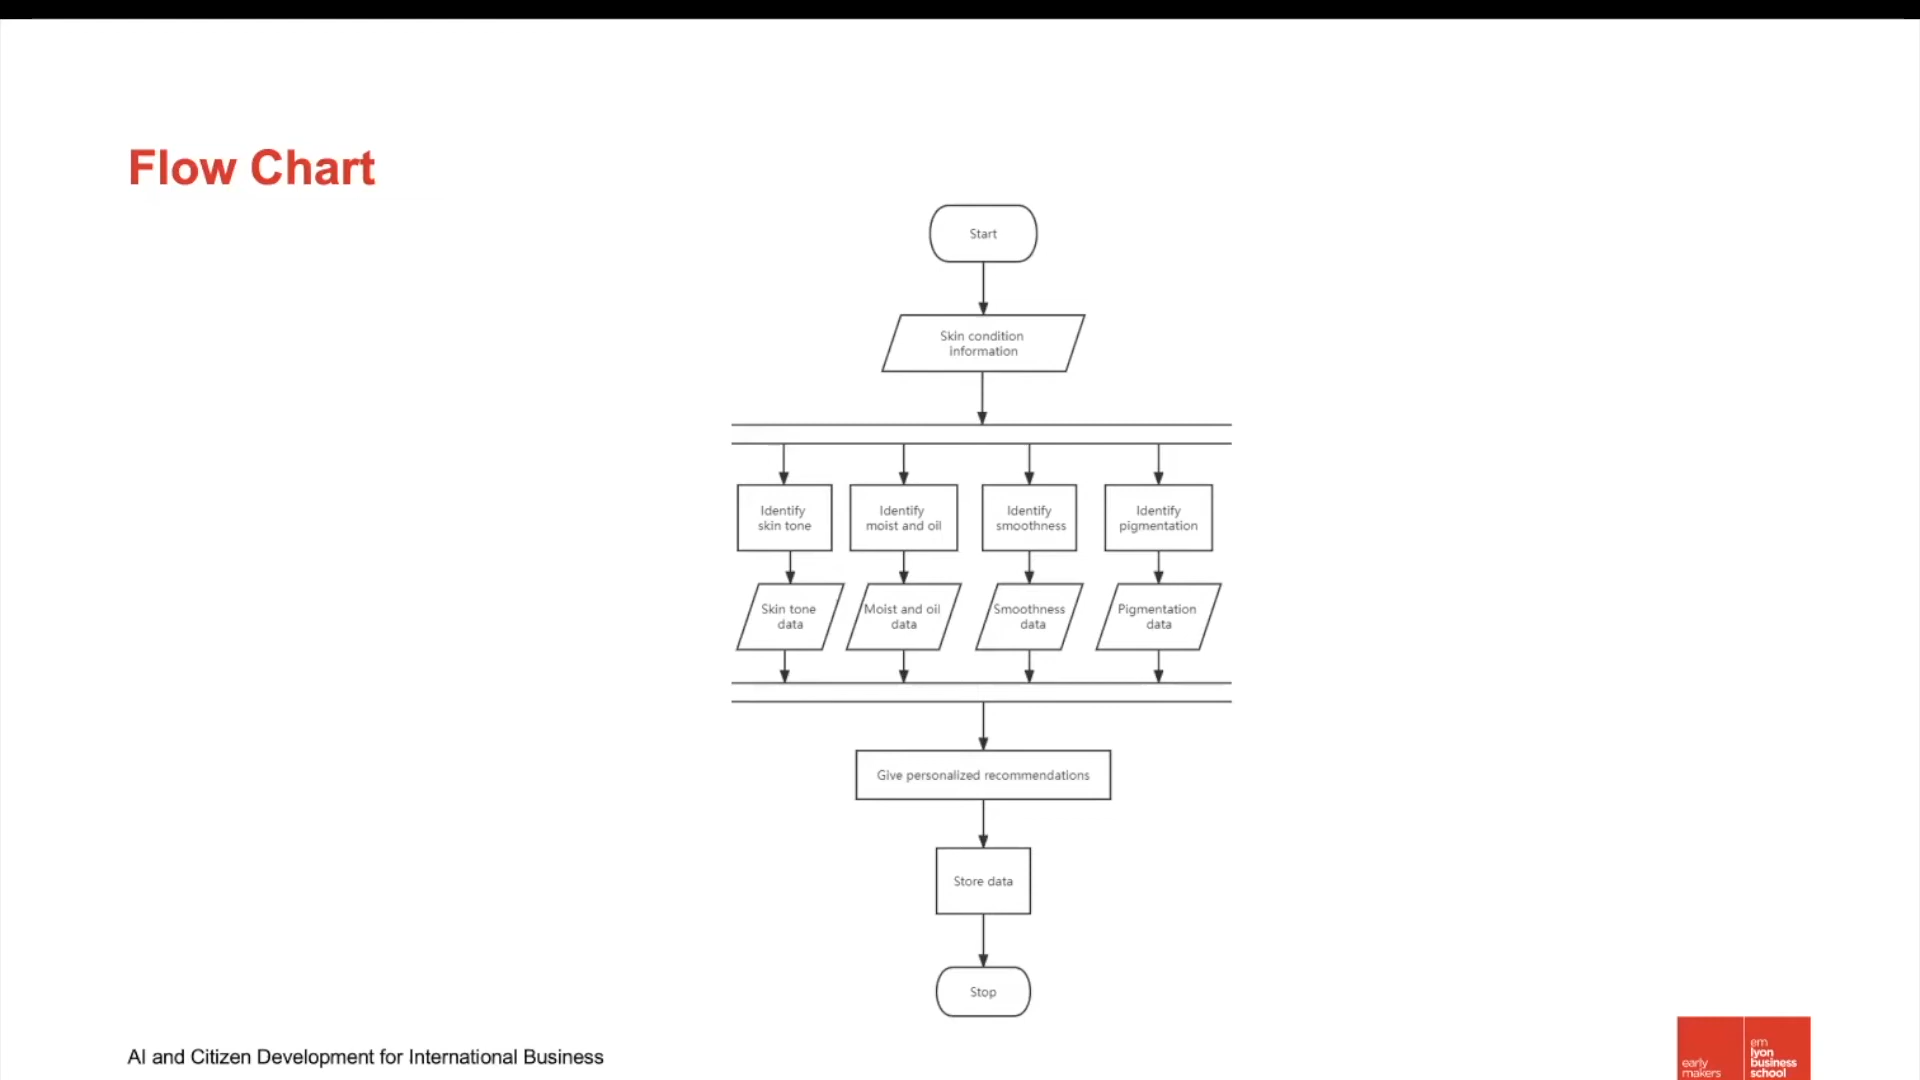 Flow Chart
Start
Skin condition
information
Identify
skin tone
Identify
moist and oil
Identify
smoothness
Identify
pigmentation
Skin tone
data
Moist and oil
data
Smoothness
data
Pigmentation
data
Give personalized recommendations
Store data
Stop
AI and Citizen Development for International Business
early
makers
em
lyon
business
school